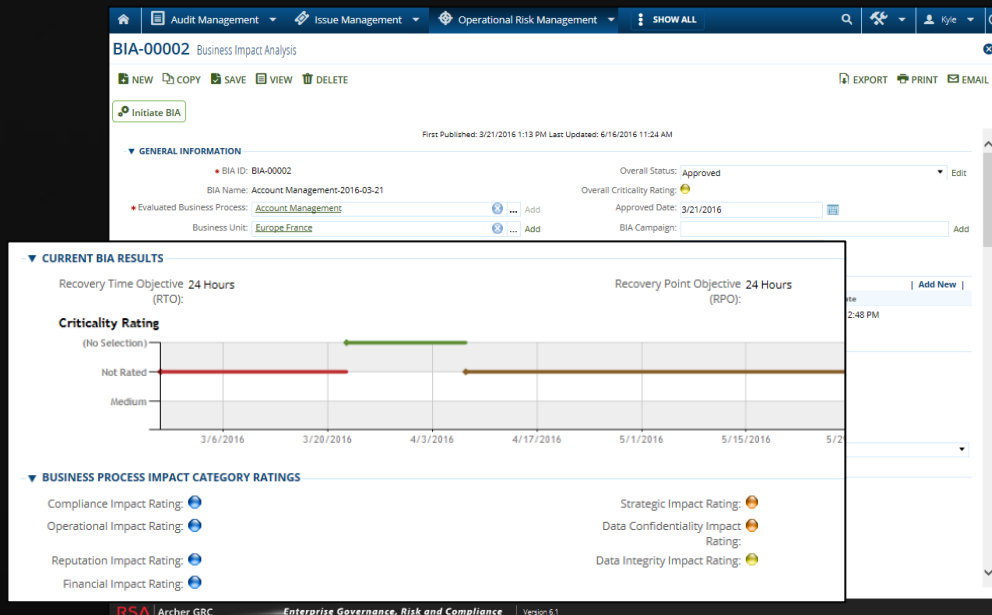 Audit Management Issue Management Operational Risk Management SHOW ALL Kyle
BIA-00002 Business Impact Analysis
NEW COPY SAVE VIEW DELETE EXPORT PRINT EMAIL
Initiate BIA
First Published: 3/21/2016 1:13 PM Last Updated: 6/16/2016 11:24 AM
GENERAL INFORMATION
BIA ID: BIA-00002 Overall Status: Approved Edit
BIA Name: Account Management-2016-03-21 Overall Criticality Rating:
Evaluated Business Process: Account Management ... Add Approved Date: 3/21/2016
Business Unit: Europe France ... Add BIA Campaign: Add
CURRENT BIA RESULTS
Recovery Time Objective (RTO): 24 Hours
Recovery Point Objective (RPO): 24 Hours
| Add New |
2:48 PM
Criticality Rating
(No Selection)
Not Rated
Medium
3/6/2016 3/20/2016 4/3/2016 4/17/2016 5/1/2016 5/15/2016
BUSINESS PROCESS IMPACT CATEGORY RATINGS
Compliance Impact Rating: Strategic Impact Rating:
Operational Impact Rating: Data Confidentiality Impact
Rating:
Reputation Impact Rating: Data Integrity Impact Rating:
Financial Impact Rating:
RSA Archer GRC Enterprise Governance, Risk and Compliance Version 6.1